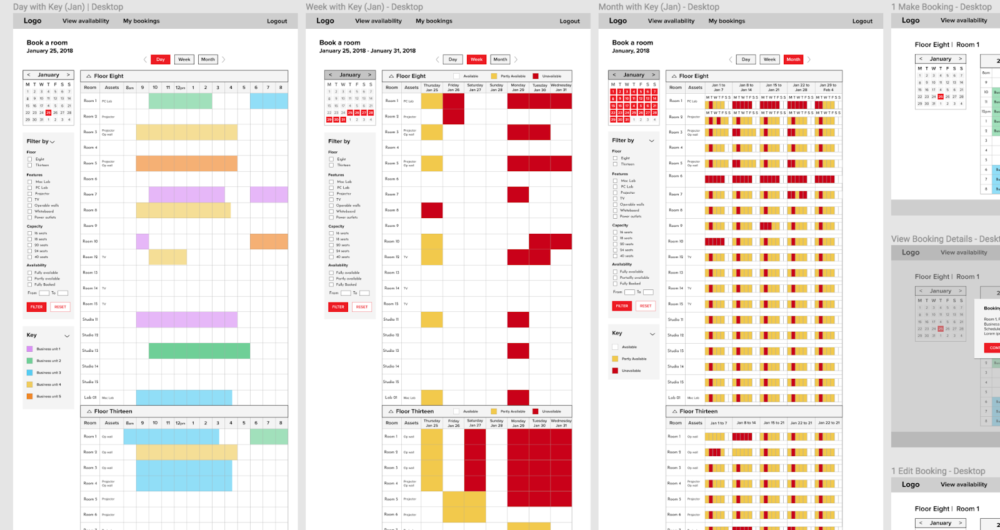 Day with Key (Jan) | Desktop
Logo View availability My bookings Logout
Book a room
January 25, 2018
< Day Week Month >
< January >
M T W T F S S
1 2 3 4 5 6 7
8 9 10 11 12 13 14
15 16 17 18 19 20 21
22 23 24 25 26 27 28
29 30 31 1 2 3 4
Filter by
Floor
Eight
Thirteen
Features
Mac Lab
PC Lab
Projector
TV
Operable walls
Whiteboard
Power outlets
Capacity
16 seats
18 seats
20 seats
24 seats
40 seats
Availability
Fully available
Partly available
Fully Booked
From To
FILTER RESET
Key
Business unit 1
Business unit 2
Business unit 3
Business unit 4
Business unit 5
Floor Eight
Room Assets 8am 9 10 11 12pm 1 2 3 4 5 6 7 8
Room 1 PC Lab
Room 2 Projector
Room 3 Projector Op wall
Room 4
Room 5 Projector Op wall
Room 6
Room 7
Room 8
Room 9
Room 10
Room 12 TV
Room 13
Room 14 TV
Room 15 TV
Studio 11
Studio 12
Studio 13
Studio 14
Studio 15
Lab 01 Mac Lab
Floor Thirteen
Room Assets 8am 9 10 11 12pm 1 2 3 4 5 6 7 8
Room 1 Op wall
Room 2 Op wall
Room 3 Op wall
Room 4 Projector Op wall
Room 5 Projector
Room 6 Projector
Week with Key (Jan) - Desktop
Logo View availability My bookings Logout
Book a room
January 25, 2018 - January 31, 2018
< Day Week Month >
< January >
M T W T F S S
1 2 3 4 5 6 7
8 9 10 11 12 13 14
15 16 17 18 19 20 21
22 23 24 25 26 27 28
29 30 31 1 2 3 4
Filter by
Floor
Eight
Thirteen
Features
Mac Lab
PC Lab
Projector
TV
Operable walls
Whiteboard
Power outlets
Capacity
16 seats
18 seats
20 seats
24 seats
40 seats
Availability
Fully available
Partly available
Fully Booked
From To
FILTER RESET
Floor Eight Available Partly Available Unavailable
Room Assets Thursday Jan 25 Friday Jan 26 Saturday Jan 27 Sunday Jan 28 Monday Jan 29 Tuesday Jan 30 Wednesday Jan 31
Room 1 PC Lab
Room 2 Projector
Room 3 Projector Op wall
Room 4
Room 5 Projector Op wall
Room 6
Room 7
Room 8
Room 9
Room 10
Room 12 TV
Room 13
Room 14 TV
Room 15 TV
Studio 11
Studio 12
Studio 13
Studio 14
Studio 15
Lab 01 Mac Lab
Floor Thirteen Available Partly Available Unavailable
Room Assets Thursday Jan 25 Friday Jan 26 Saturday Jan 27 Sunday Jan 28 Monday Jan 29 Tuesday Jan 30 Wednesday Jan 31
Room 1 Op wall
Room 2 Op wall
Room 3 Op wall
Room 4 Projector Op wall
Room 5 Projector
Room 6 Projector
Month with Key (Jan) - Desktop
Logo View availability My bookings Logout
Book a room
January, 2018
< Day Week Month >
< January >
M T W T F S S
1 2 3 4 5 6 7
8 9 10 11 12 13 14
15 16 17 18 19 20 21
22 23 24 25 26 27 28
29 30 31 1 2 3 4
Filter by
Floor
Eight
Thirteen
Features
Mac Lab
PC Lab
Projector
TV
Operable walls
Whiteboard
Power outlets
Capacity
16 seats
18 seats
20 seats
24 seats
40 seats
Availability
Fully available
Fully Booked
From To
FILTER RESET
Key
Available
Partly Available
Unavailable
Floor Eight
Room Assets Jan 1 to Jan 7 Jan 8 to Jan 14 Jan 15 to Jan 21 Jan 22 to Jan 28 Jan 29 to Feb 4
M T W T F S S M T W T F S S M T W T F S S M T W T F S S M T W T F S S
Room 1 PC Lab
M T W T F S S M T W T F S S M T W T F S S M T W T F S S M T W T F S S
Room 2 Projector
Room 3 Projector Op wall
Room 4
Room 5 Projector Op wall
Room 6
Room 7
Room 8
Room 9
Room 10
Room 12 TV
Room 13
Room 14 TV
Room 15 TV
Studio 11
Studio 12
Studio 13
Studio 14
Studio 15
Lab 01 Mac Lab
Floor Thirteen
Room Assets Jan 1 to 7 Jan 8 to 14 Jan 15 to 21 Jan 22 to 21 Jan 22 to 21
Room 1 Op wall
Room 2 Op wall
Room 3 Op wall
Room 4 Projector Op wall
Room 5 Projector
Room 6 Projector
1 Make Booking - Desktop
Logo View availability
Floor Eight | Room 1
< January >
M T W T F S S
1 2 3 4 5 6 7
8 9 10 11 12 13 14
15 16 17 18 19 20 21
22 23 24 25 26 27 28
29 30 31 1 2 3 4
8am
9
10
11
12pm
1
2
3
4
5
6
7
8
View Booking Details - Deskt
Logo View availability
Floor Eight | Room 1
< January >
M T W T F S S
1 2 3 4 5 6 7
22 23 24 25 26 27 28
29 30 31 1 2 3 4
Booking
Room 1, F
Business
Schedule
Lorem ips
CON
2
3
4
5
6
7
8
1 Edit Booking - Desktop
Logo View availability
Floor Eight | Room 1
< January >